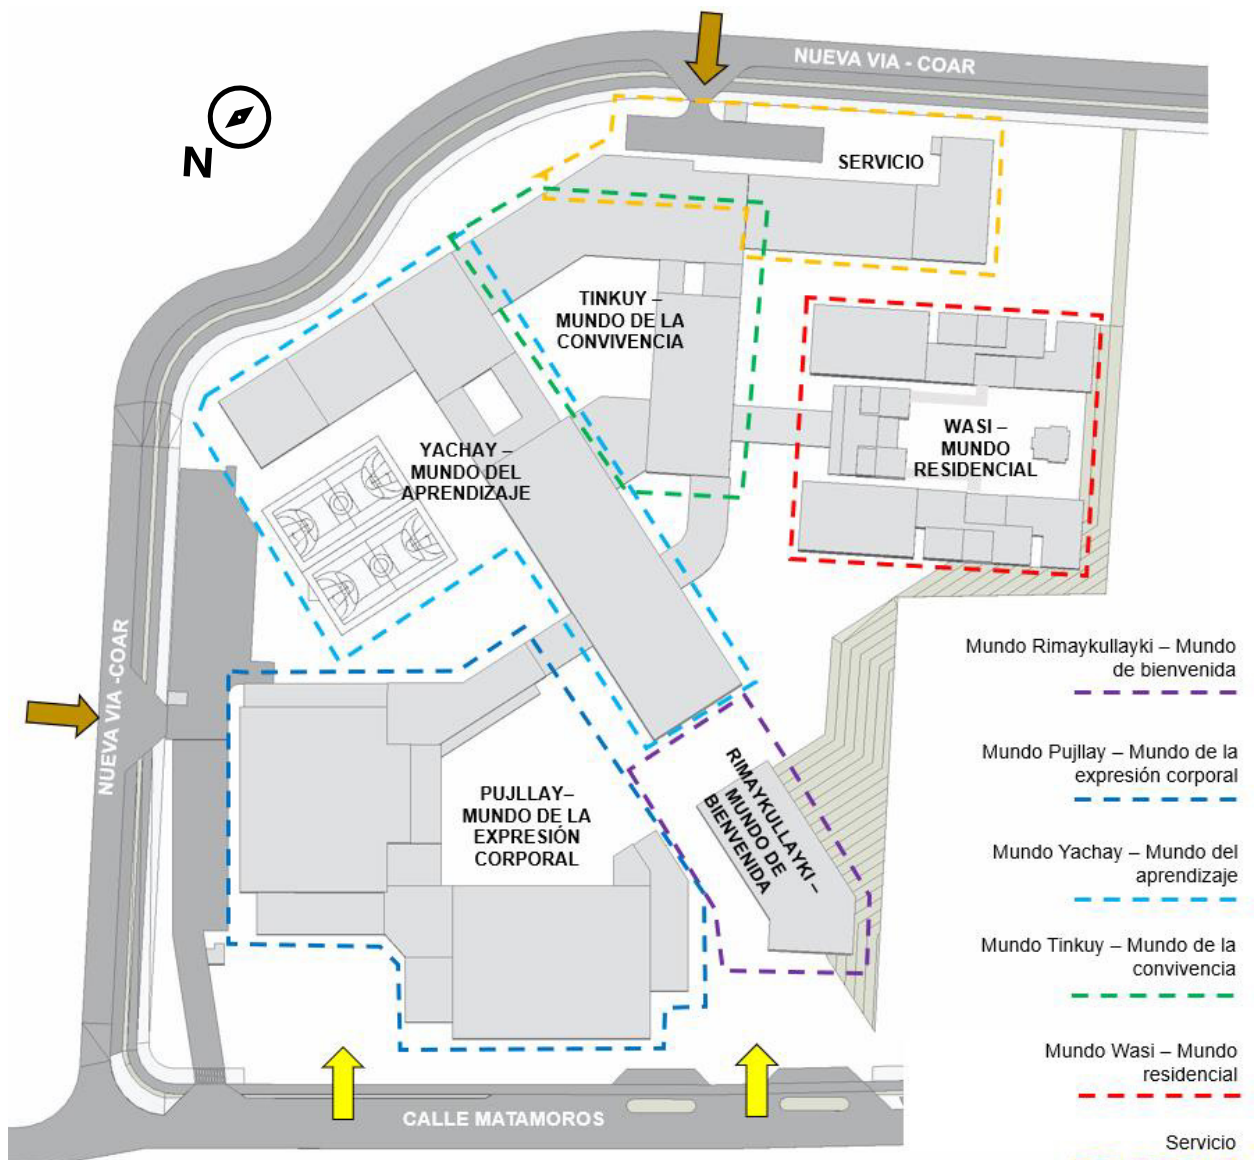 NUEVA VIA - COAR
N
SERVICIO
TINKUY –
MUNDO DE LA
CONVIVENCIA
YACHAY –
MUNDO DEL
APRENDIZAJE
WASI –
MUNDO
RESIDENCIAL
NUEVA VIA -COAR
PUJLLAY–
MUNDO DE LA
EXPRESIÓN
CORPORAL
RIMAYKULLAYKI –
MUNDO DE
BIENVENIDA
CALLE MATAMOROS
Mundo Rimaykullayki – Mundo
de bienvenida
Mundo Pujllay – Mundo de la
expresión corporal
Mundo Yachay – Mundo del
aprendizaje
Mundo Tinkuy – Mundo de la
convivencia
Mundo Wasi – Mundo
residencial
Servicio